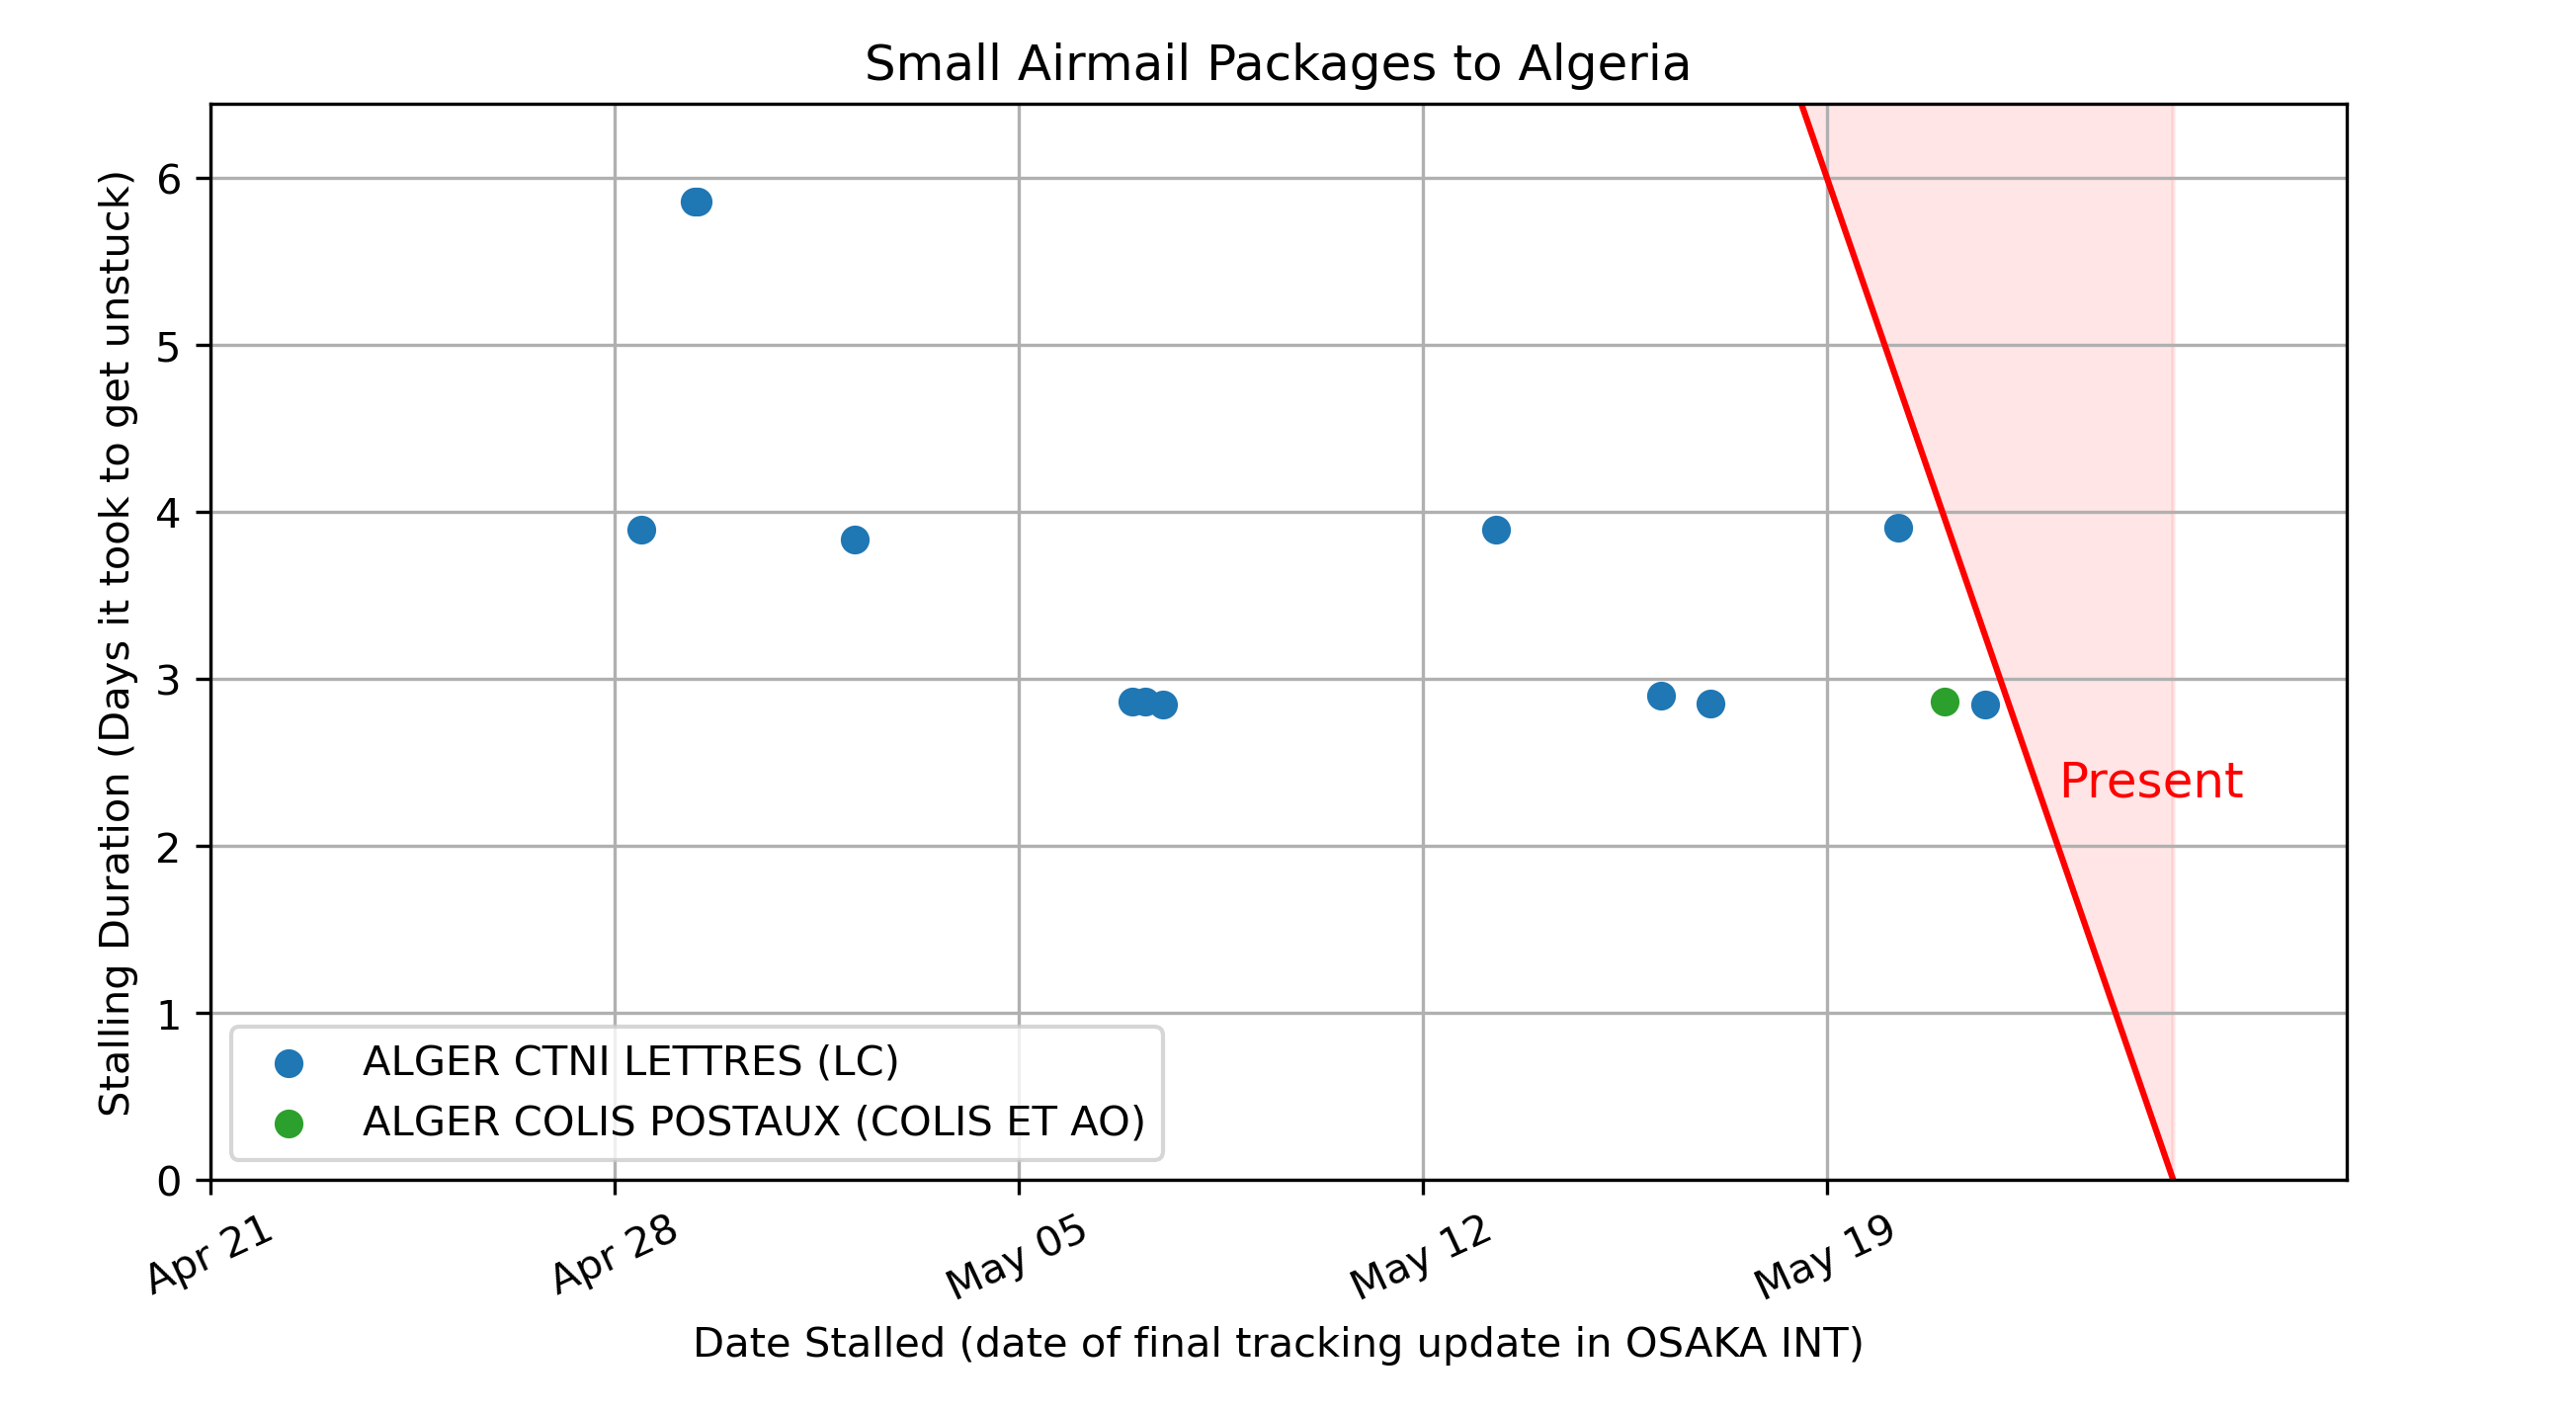 Small Airmail Packages to Algeria
Stalling Duration (Days it took to get unstuck)
6
5
4
3
2
1
0
Present
ALGER CTNI LETTRES (LC)
ALGER COLIS POSTAUX (COLIS ET AO)
Apr 21
Apr 28
May 05
May 12
May 19
Date Stalled (date of final tracking update in OSAKA INT)